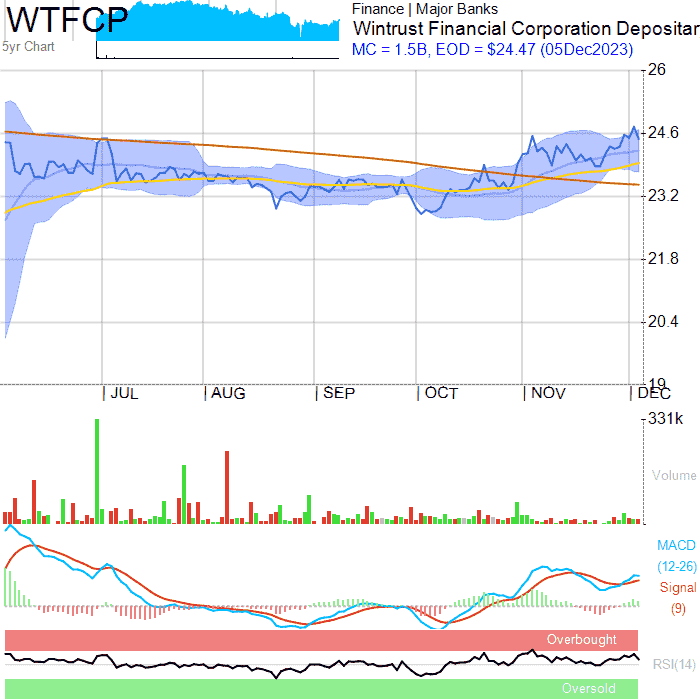 WTFCP
5yr Chart
Finance | Major Banks
Wintrust Financial Corporation Depositar
MC = 1.5B, EOD = $24.47 (05Dec2023)
26
24.6
23.2
21.8
20.4
19
JUL AUG SEP OCT NOV DEC
331k
Volume
MACD
(12-26)
Signal
(9)
Overbought
RSI(14)
Oversold